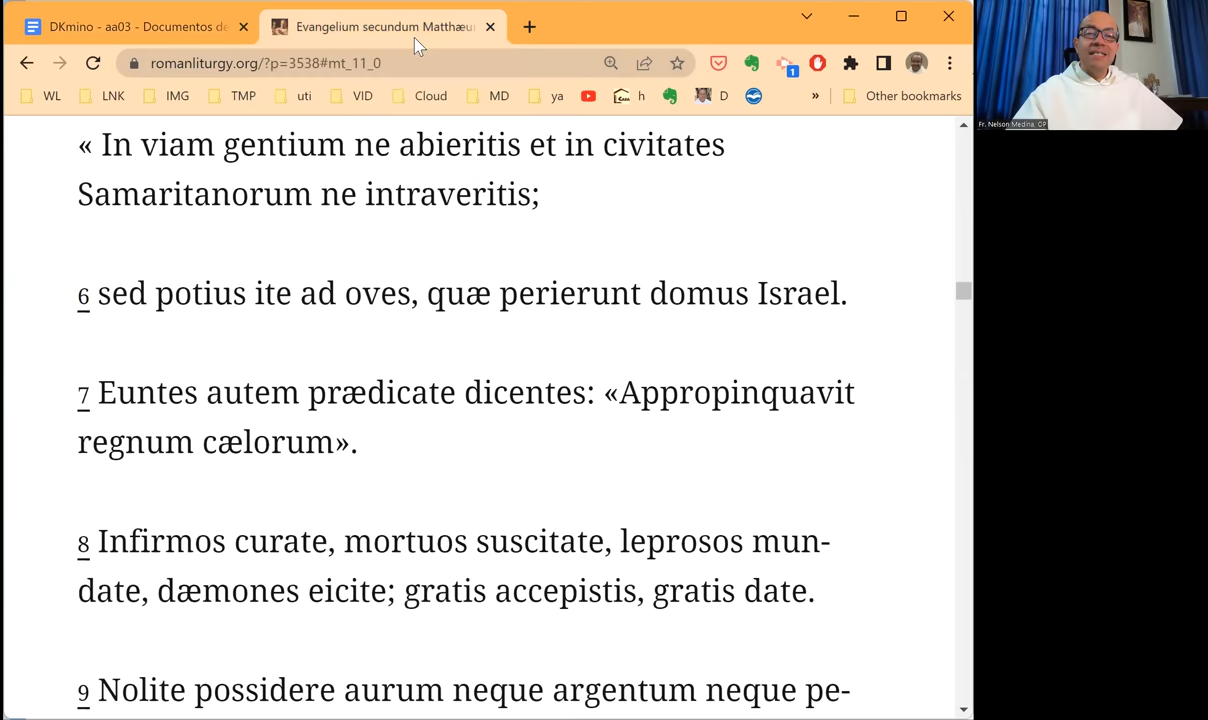 DKmino - aa03 - Documentos de
Evangelium secundum Matthæu
romanliturgy.org/?p=3538#mt_11_0
1
WL LNK IMG TMP uti VID Cloud MD ya h D » Other bookmarks
Fr. Nelson Medina, OP
« In viam gentium ne abieritis et in civitates
Samaritanorum ne intraveritis;
6 sed potius ite ad oves, quæ perierunt domus Israel.
7 Euntes autem prædicate dicentes: «Appropinquavit
regnum cælorum».
8 Infirmos curate, mortuos suscitate, leprosos mun-
date, dæmones eicite; gratis accepistis, gratis date.
9 Nolite possidere aurum neque argentum neque pe-